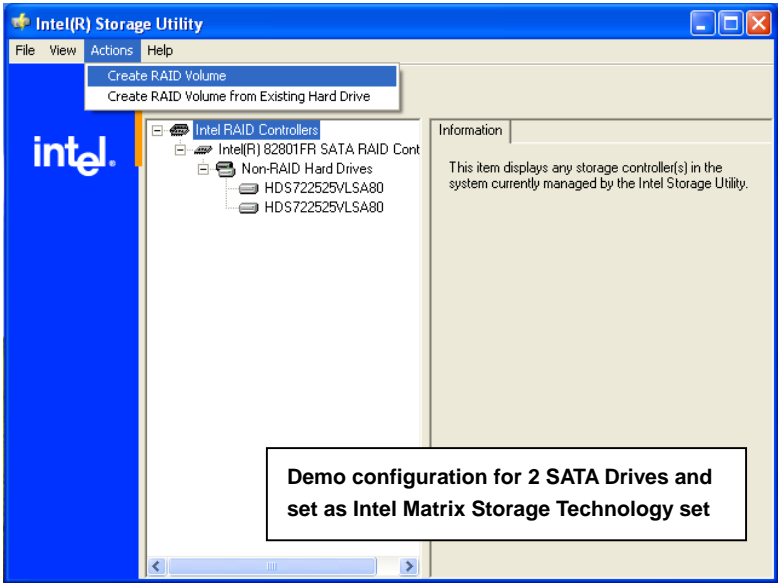 Intel(R) Storage Utility
File View Actions Help
Create RAID Volume
Create RAID Volume from Existing Hard Drive
intel.
Intel RAID Controllers
Intel(R) 82801FR SATA RAID Cont
Non-RAID Hard Drives
HDS722525VLSA80
HDS722525VLSA80
Information
This item displays any storage controller(s) in the
system currently managed by the Intel Storage Utility.
Demo configuration for 2 SATA Drives and
set as Intel Matrix Storage Technology set